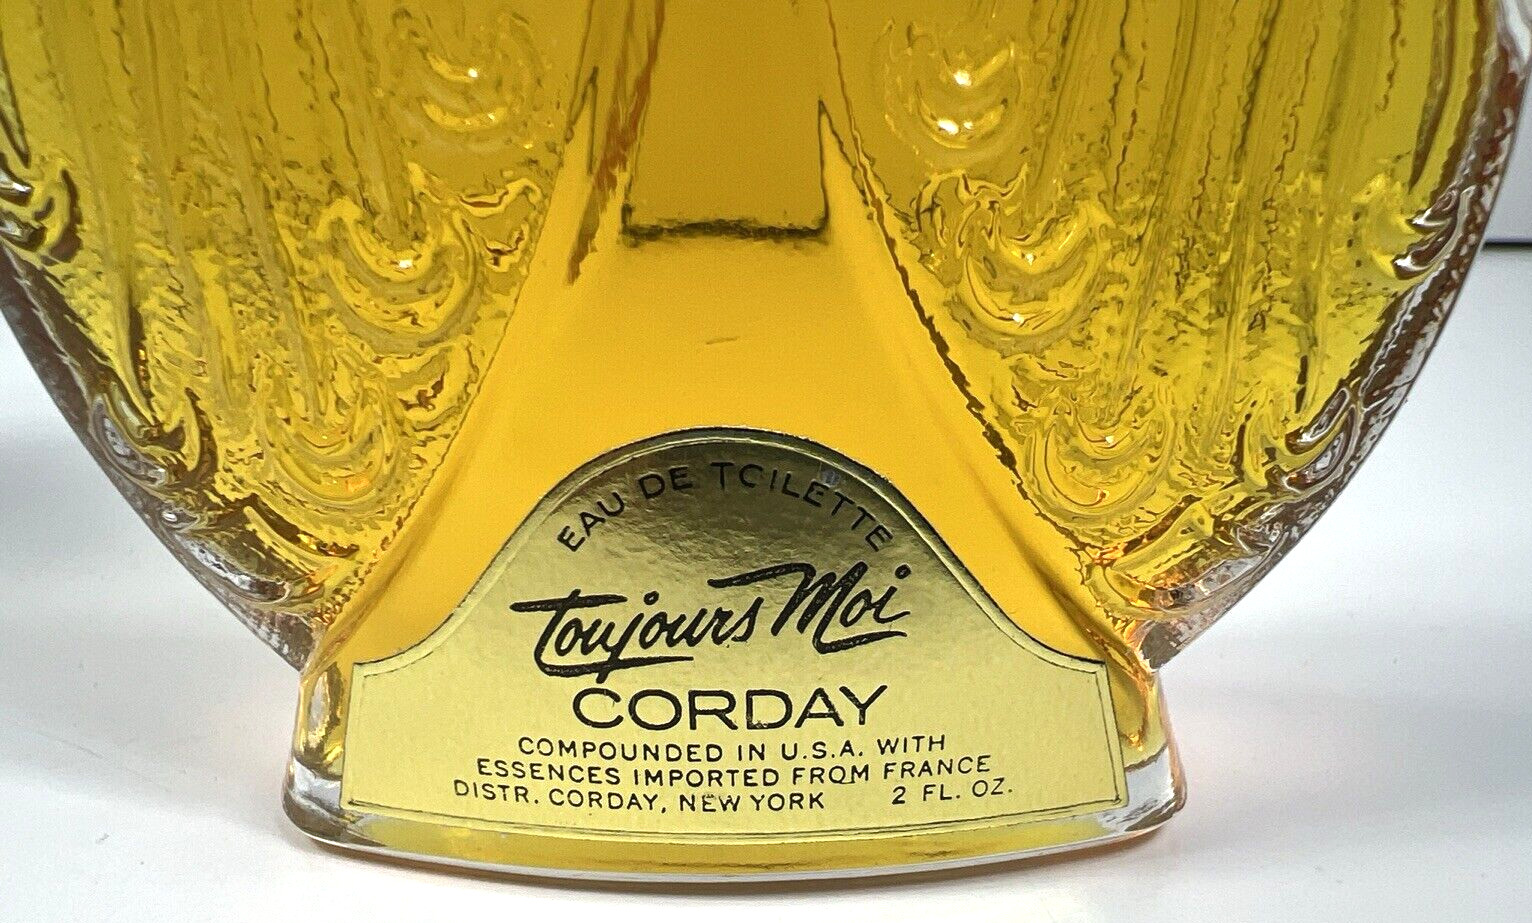 EAU DE TOILETTE
Toujours Moi
CORDAY
COMPOUNDED IN U.S.A. WITH
ESSENCES IMPORTED FROM FRANCE
DISTR. CORDAY, NEW YORK 2 FL. OZ.